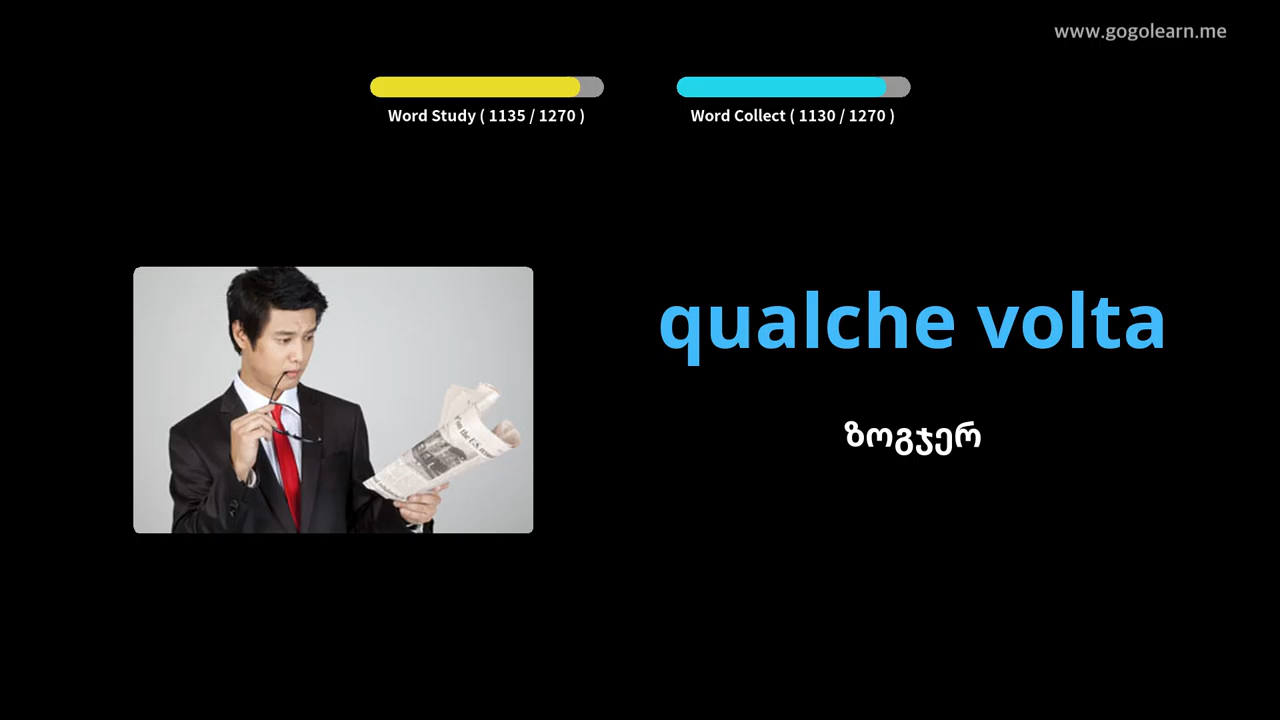 www.gogolearn.me
Word Study ( 1135 / 1270 )
Word Collect ( 1130 / 1270 )
qualche volta
ზოგჯერ